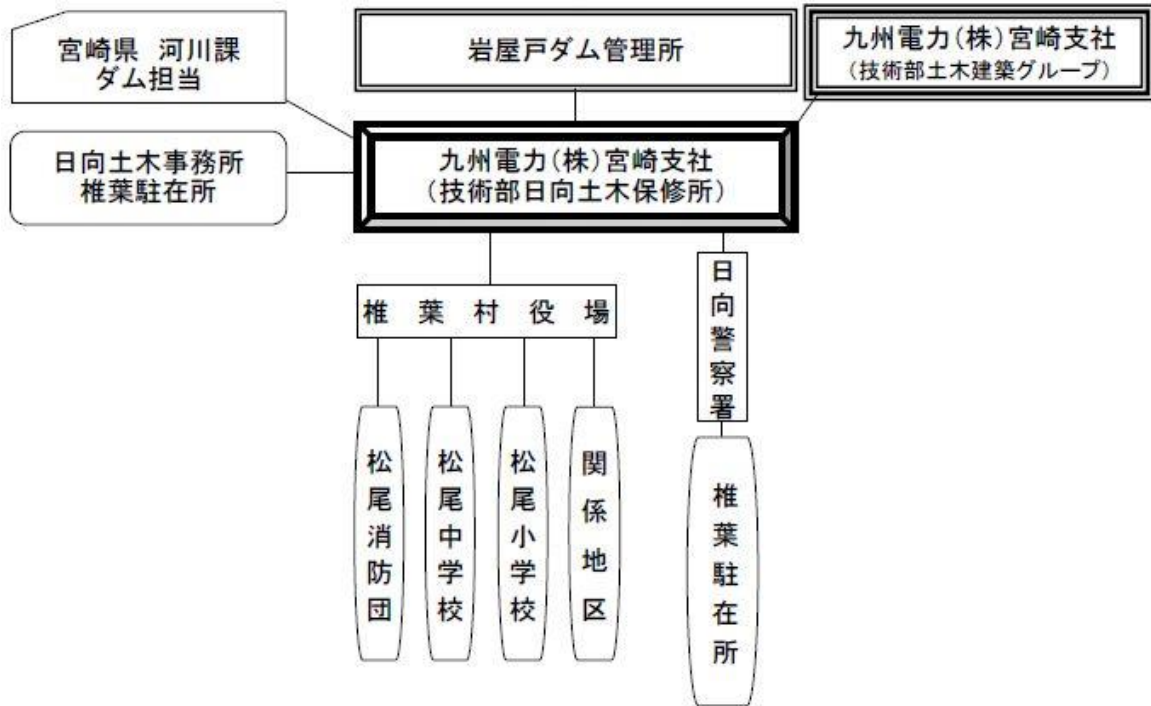 宮崎県 河川課
ダム担当
岩屋戸ダム管理所
九州電力(株)宮崎支社
(技術部土木建築グループ)
日向土木事務所
椎葉駐在所
九州電力(株)宮崎支社
(技術部日向土木保修所)
椎葉村役場
日向警察署
松尾消防団
松尾中学校
松尾小学校
関係地区
椎葉駐在所